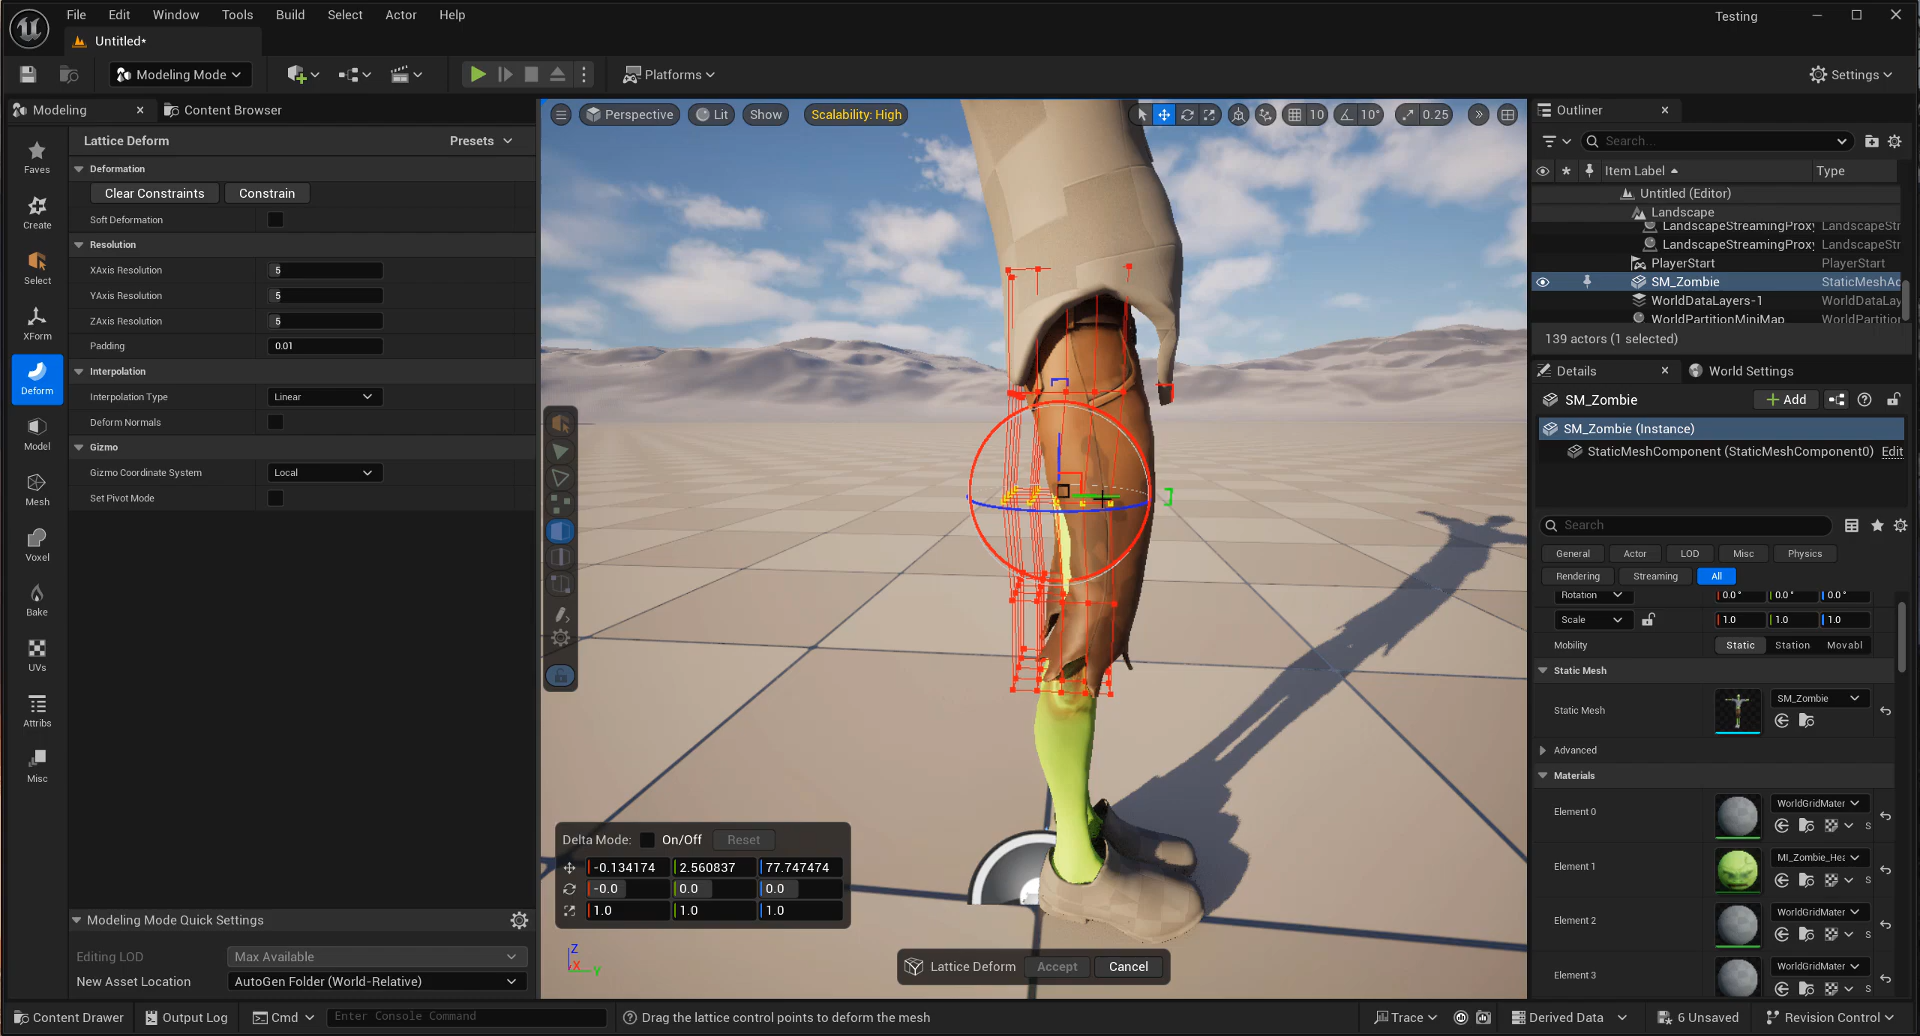 File Edit Window Tools Build Select Actor Help
Testing
Untitled*
Modeling Mode
Platforms
Settings
Modeling
Content Browser
Perspective
Lit
Show
Scalability: High
10
10°
0.25
Outliner
Lattice Deform
Presets
Search...
Deformation
Item Label
Type
Faves
Clear Constraints
Constrain
Untitled (Editor)
Landscape
Soft Deformation
LandscapeStreamingProxy LandscapeStr
Create
Resolution
LandscapeStreamingProxy LandscapeStr
PlayerStart PlayerStart
XAxis Resolution 5
Select
SM_Zombie StaticMeshAc
YAxis Resolution 5
WorldDataLayers-1 WorldDataLay
ZAxis Resolution 5
WorldPartitionMiniMap WorldPartition
XForm
Padding 0.01
139 actors (1 selected)
Interpolation
Details
World Settings
Deform
Interpolation Type Linear
SM_Zombie
Add
Deform Normals
SM_Zombie (Instance)
Model
Gizmo
StaticMeshComponent (StaticMeshComponent0) Edit
Gizmo Coordinate System Local
Mesh
Set Pivot Mode
Search
Voxel
General Actor LOD Misc Physics
Rendering Streaming All
Rotation 0.0° 0.0° 0.0°
Bake
Scale 1.0 1.0 1.0
Mobility Static Station Movabl
UVs
Static Mesh
Attribs
Static Mesh SM_Zombie
Advanced
Misc
Materials
Element 0 WorldGridMater
S
Delta Mode: On/Off Reset
-0.134174 2.560837 77.747474
Element 1 MI_Zombie_Hea
S
-0.0 0.0 0.0
1.0 1.0 1.0
Element 2 WorldGridMater
S
Modeling Mode Quick Settings
Z
X
Y
Editing LOD Max Available
New Asset Location AutoGen Folder (World-Relative)
Lattice Deform Accept Cancel
Element 3 WorldGridMater
S
Content Drawer
Output Log
Cmd
Enter Console Command
Drag the lattice control points to deform the mesh
Trace
Derived Data
6 Unsaved
Revision Control